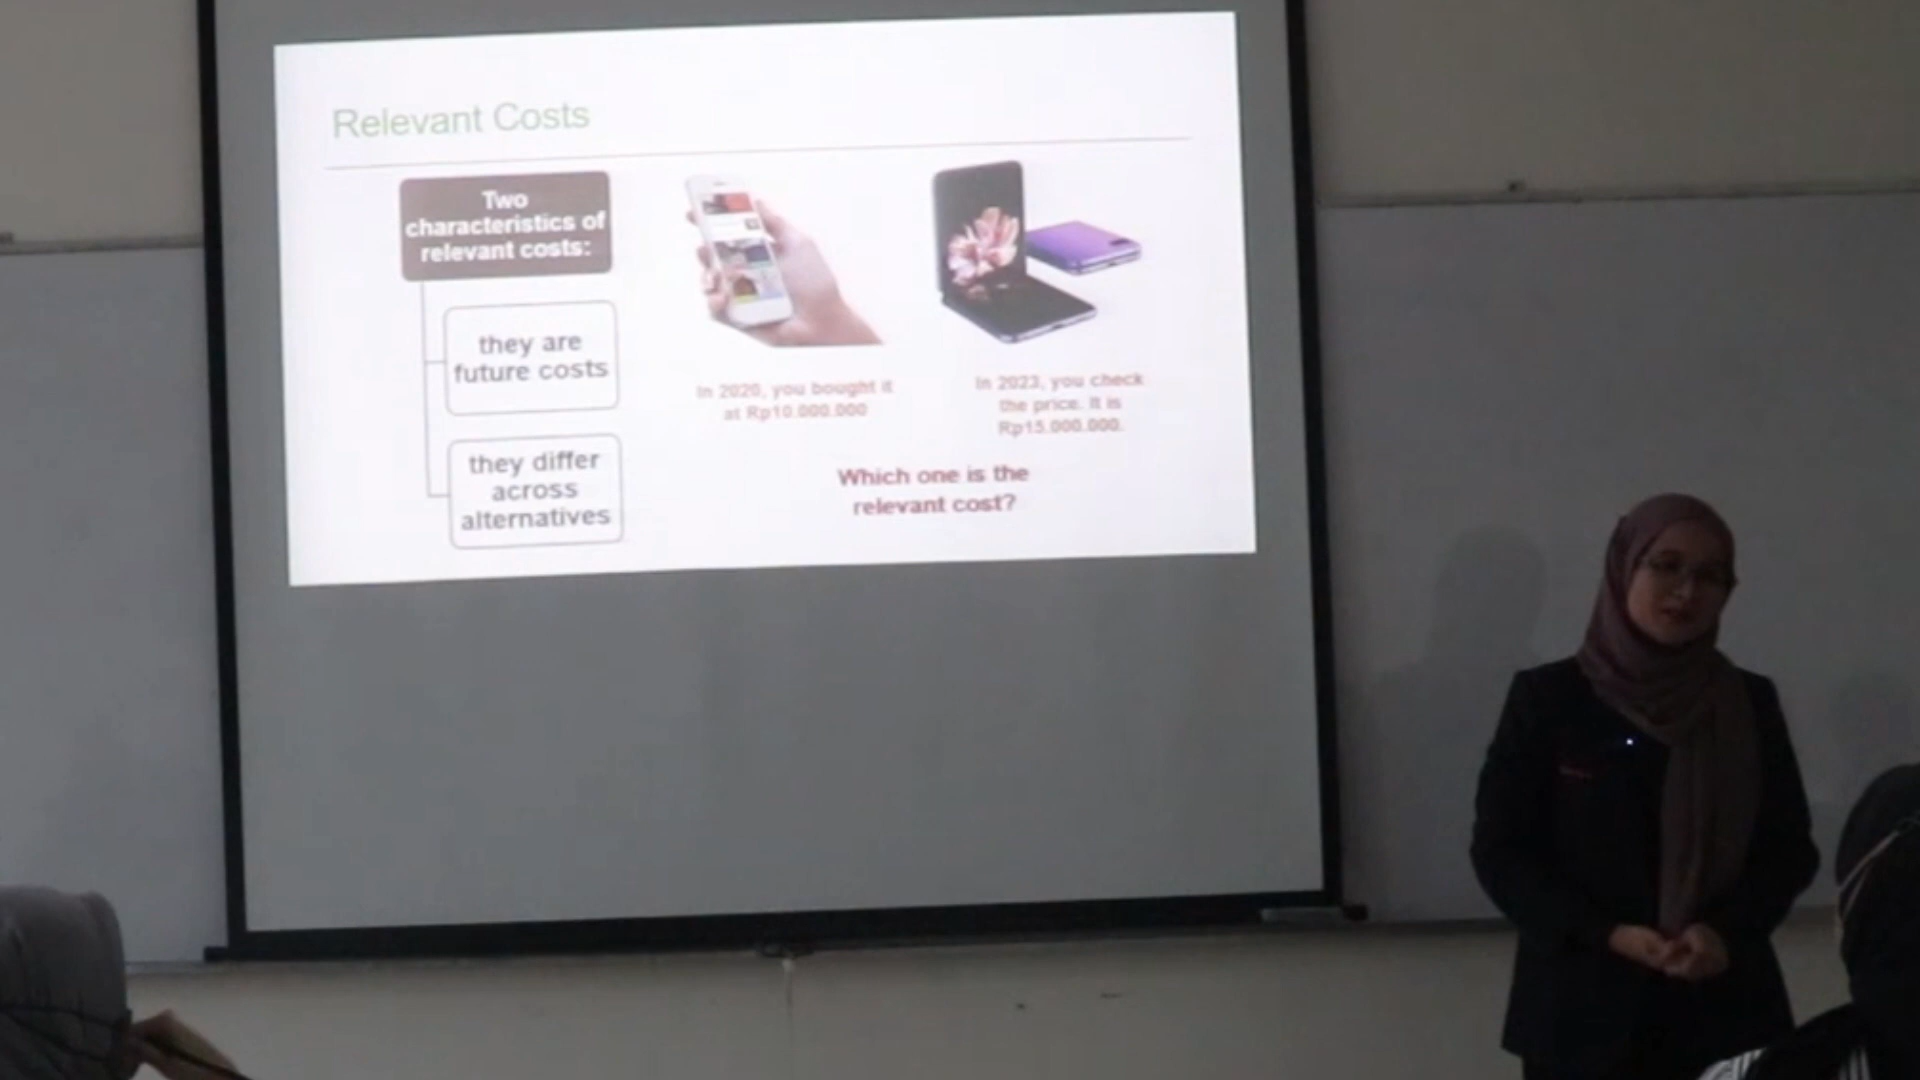 Relevant Costs
Two
characteristics of
relevant costs:
they are
future costs
they differ
across
alternatives
In 2020, you bought it
at Rp10.000.000
In 2023, you check
the price. It is
Rp15.000.000.
Which one is the
relevant cost?